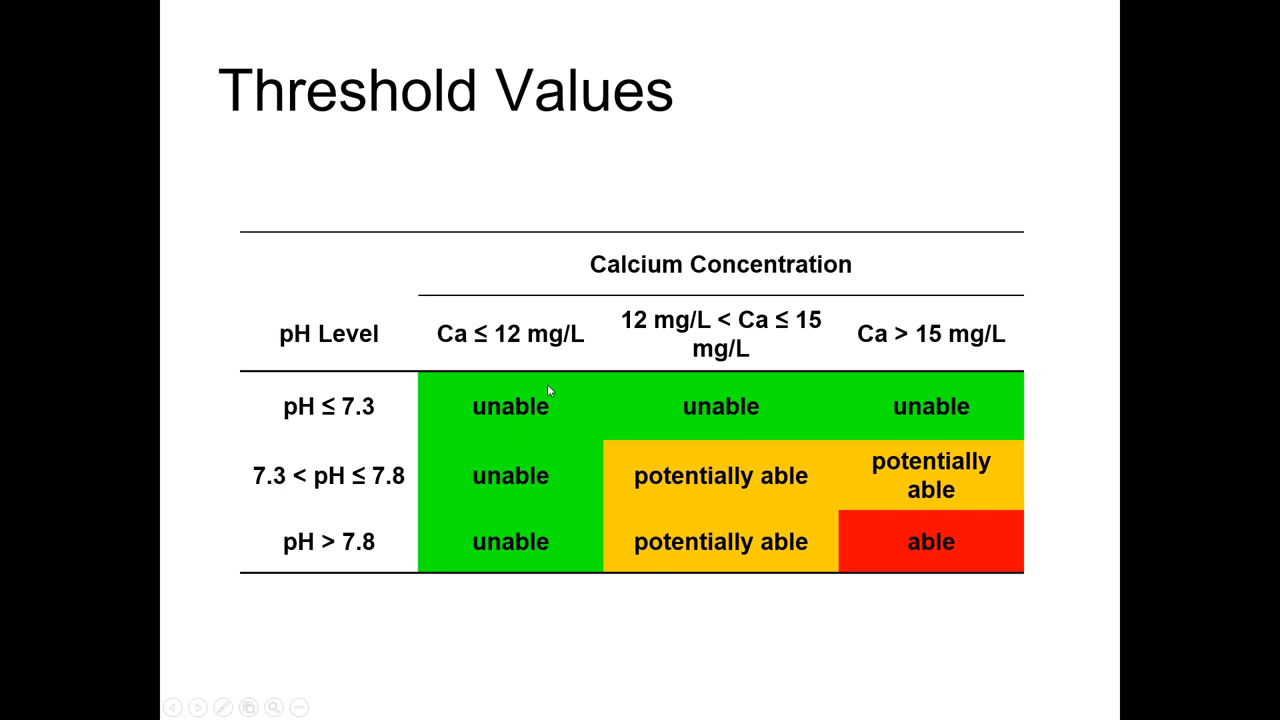 Threshold Values
Calcium Concentration
pH Level
Ca ≤ 12 mg/L
12 mg/L < Ca ≤ 15
mg/L
Ca > 15 mg/L
pH ≤ 7.3
unable
unable
unable
7.3 < pH ≤ 7.8
unable
potentially able
potentially
able
pH > 7.8
unable
potentially able
able